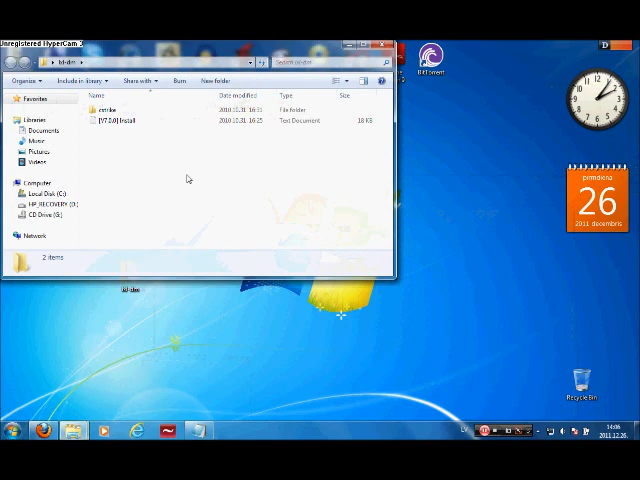 Unregistered HyperCam 3
Search
Organize
Include in library
Share with
Burn
New folder
Name
Date modified
Type
Size
Favorites
Libraries
Documents
Music
Pictures
Videos
Computer
Local Disk (C:)
HP_RECOVERY (D:
CD Drive (G:)
Network
cstrike
2010.10.31. 16:31
File folder
[V7.0.0] Install
2010.10.31. 16:25
Text Document
18 KB
2 items
BitTorrent
D
pirmdiena
26
2011 decembris
Recycle Bin
LV
14:06
2011.12.26.